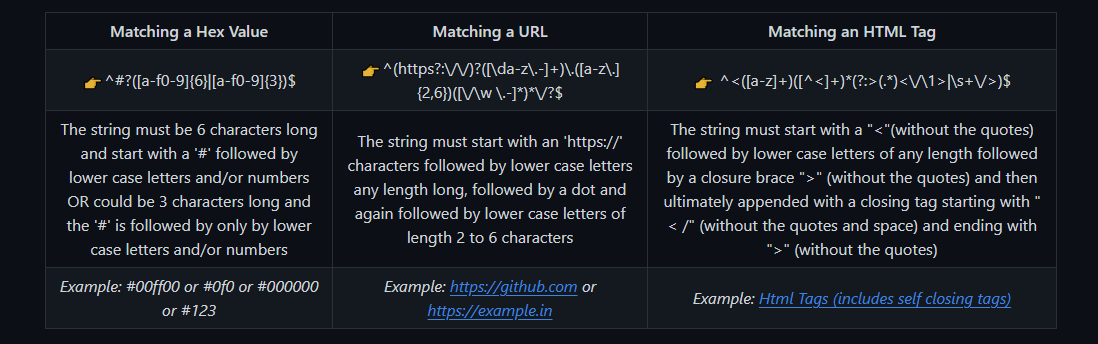 Matching a Hex Value
Matching a URL
Matching an HTML Tag
👉 ^#?([a-f0-9]{6}|[a-f0-9]{3})$
👉 ^(https?:\/\/)?([\da-z\.-]+)\.([a-z\.]
{2,6})([\/\w \.-]*)*\/?$
👉 ^<([a-z]+)([^<]+)*(?:>(.*)<\/\1>|\s+\/>)$
The string must be 6 characters long
and start with a '#' followed by
lower case letters and/or numbers
OR could be 3 characters long and
the '#' is followed by only by lower
case letters and/or numbers
The string must start with an 'https://'
characters followed by lower case letters
any length long, followed by a dot and
again followed by lower case letters of
length 2 to 6 characters
The string must start with a "<"(without the quotes)
followed by lower case letters of any length followed
by a closure brace ">" (without the quotes) and then
ultimately appended with a closing tag starting with "
< /" (without the quotes and space) and ending with
">" (without the quotes)
Example: #00ff00 or #0f0 or #000000
or #123
Example: https://github.com or
https://example.in
Example: Html Tags (includes self closing tags)